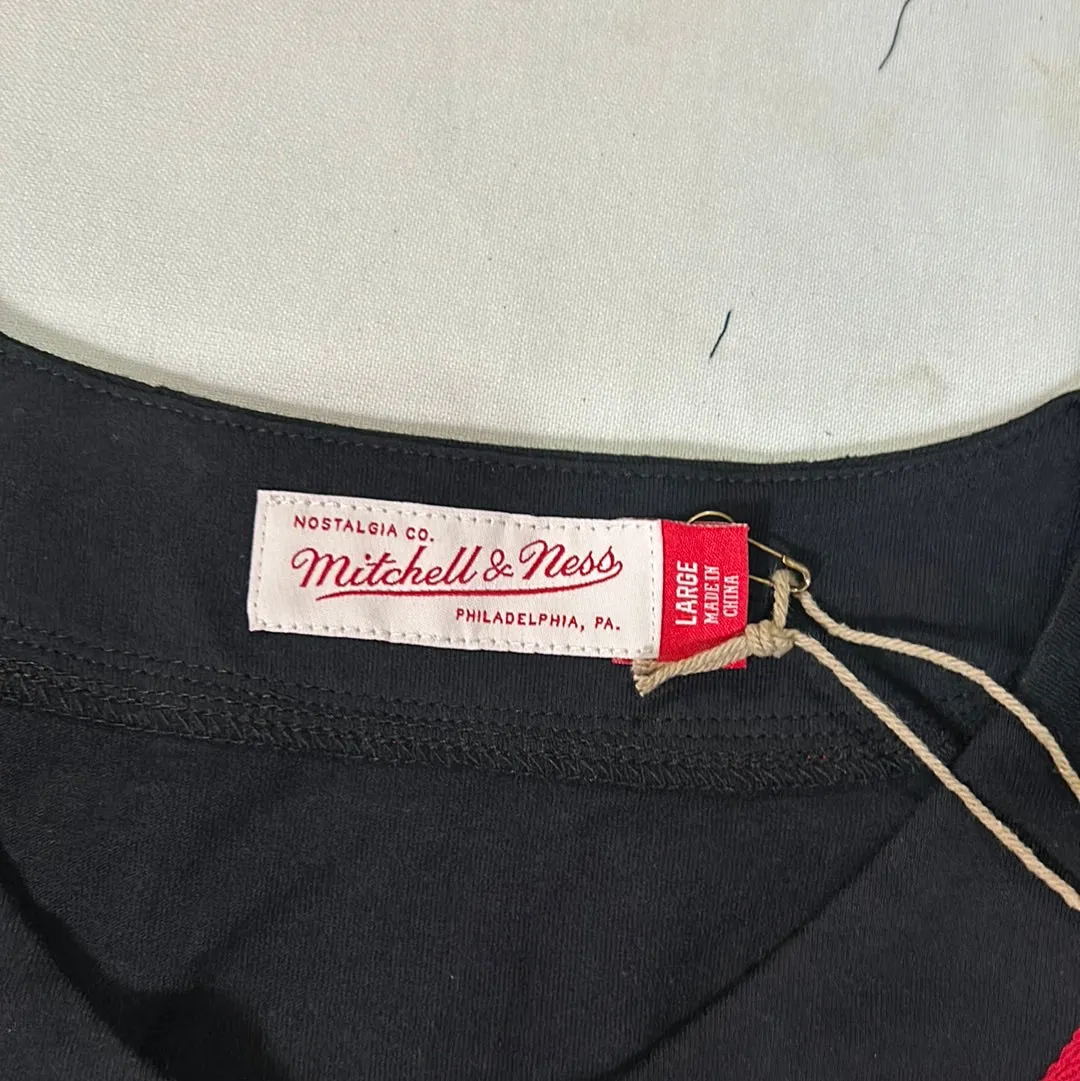 NOSTALGIA CO.
Mitchell & Ness
PHILADELPHIA, PA.
LARGE
MADE IN
CHINA